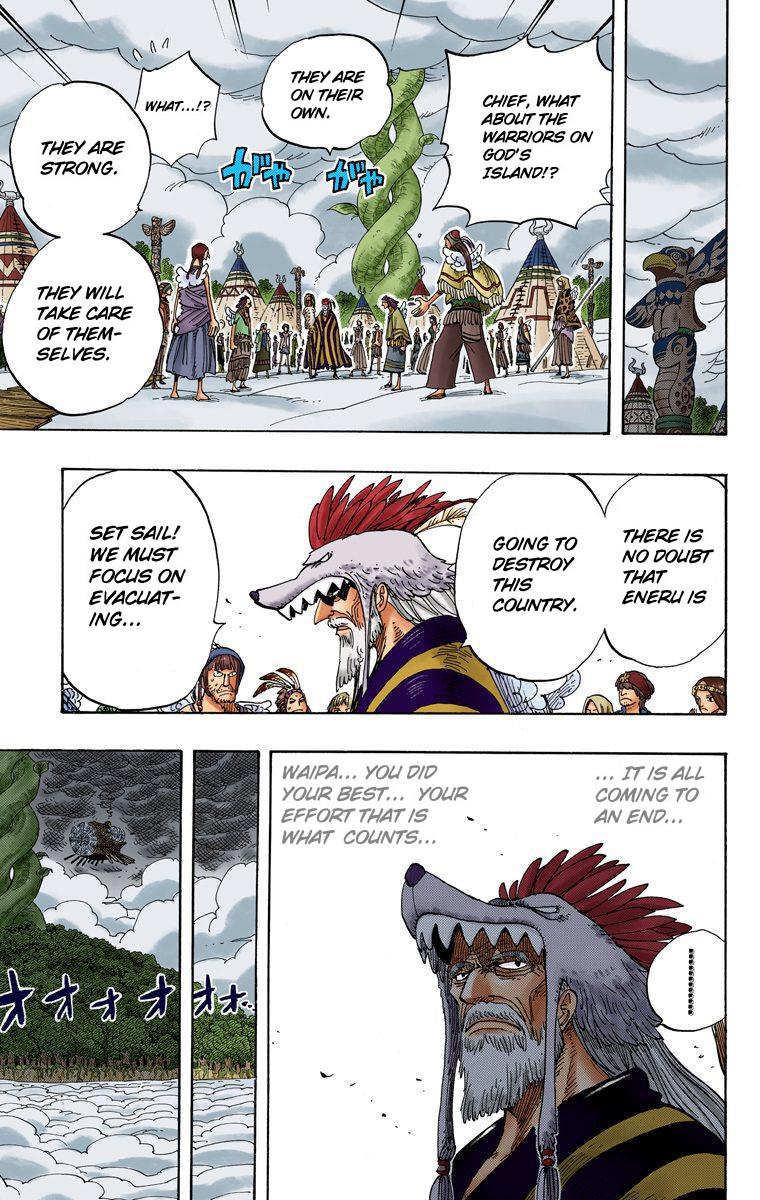 CHIEF, WHAT
ABOUT THE
WARRIORS ON
GOD'S
ISLAND!?
THEY ARE
ON THEIR
OWN.
WHAT...!?
THEY ARE
STRONG.
THEY WILL
TAKE CARE
OF THEM-
SELVES.
ガヤ
ガヤ
THERE IS
NO DOUBT
THAT
ENERU IS
GOING TO
DESTROY
THIS
COUNTRY.
SET SAIL!
WE MUST
FOCUS ON
EVACUAT-
ING...
... IT IS ALL
COMING TO
AN END...
WAIPA... YOU DID
YOUR BEST... YOUR
EFFORT THAT IS
WHAT COUNTS...
............
オオオオオオ..